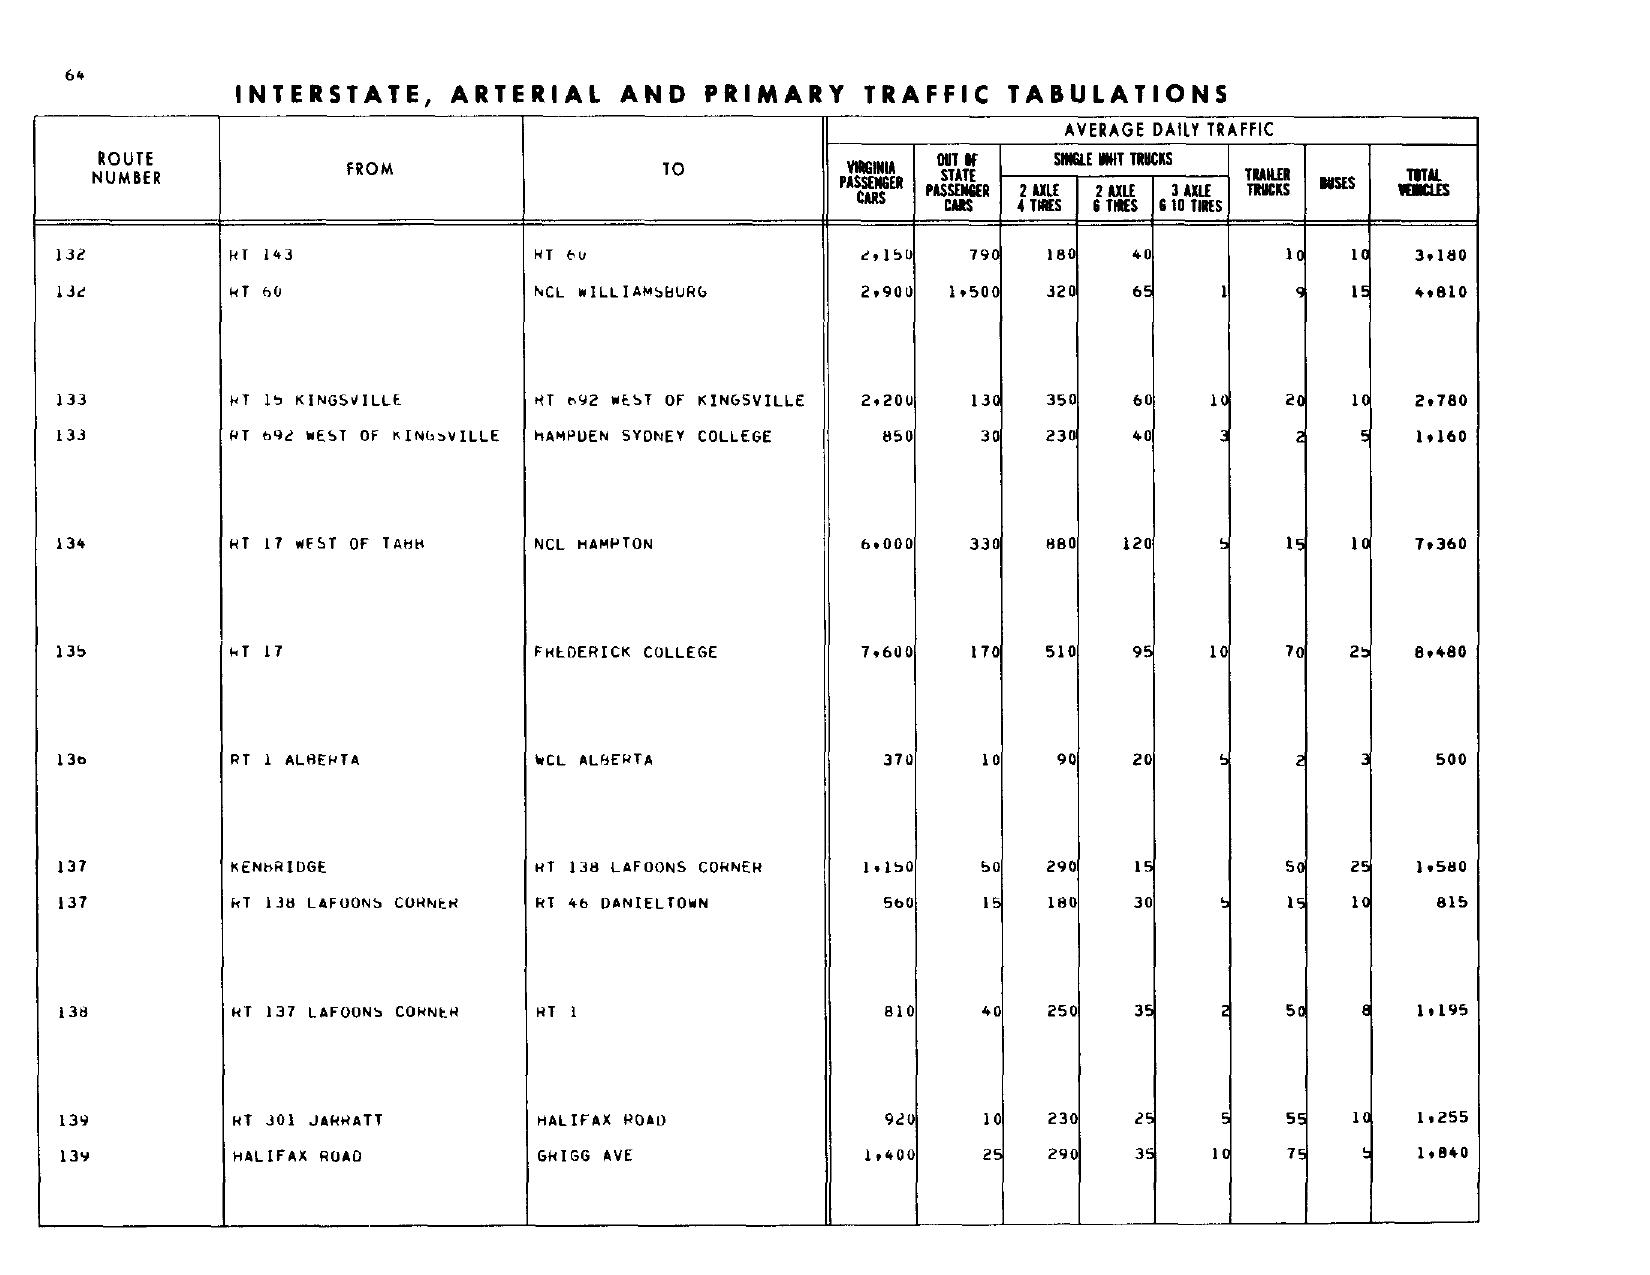 64
INTERSTATE, ARTERIAL AND PRIMARY TRAFFIC TABULATIONS
AVERAGE DAILY TRAFFIC
ROUTE NUMBER FROM TO VIRGINIA PASSENGER CARS OUT OF STATE PASSENGER CARS SINGLE UNIT TRUCKS 2 AXLE 4 TIRES 2 AXLE 6 TIRES 3 AXLE 6 10 TIRES TRAILER TRUCKS BUSES TOTAL VEHICLES
132 RT 143 RT 60 2,150 790 180 40 10 10 3,180
132 RT 60 NCL WILLIAMSBURG 2,900 1,500 320 65 1 9 15 4,810
133 RT 15 KINGSVILLE RT 692 WEST OF KINGSVILLE 2,200 130 350 60 10 20 10 2,780
133 RT 692 WEST OF KINGSVILLE HAMPDEN SYDNEY COLLEGE 850 30 230 40 3 2 5 1,160
134 RT 17 WEST OF TABB NCL HAMPTON 6,000 330 880 120 5 15 10 7,360
135 RT 17 FREDERICK COLLEGE 7,600 170 510 95 10 70 25 8,480
136 RT 1 ALBERTA WCL ALBERTA 370 10 90 20 5 2 3 500
137 KENBRIDGE RT 138 LAFOONS CORNER 1,150 50 290 15 50 25 1,580
137 RT 138 LAFOONS CORNER RT 46 DANIELTOWN 560 15 180 30 5 15 10 815
138 RT 137 LAFOONS CORNER RT 1 810 40 250 35 2 50 8 1,195
139 RT 301 JARRATT HALIFAX ROAD 920 10 230 25 5 55 10 1,255
139 HALIFAX ROAD GRIGG AVE 1,400 25 290 35 10 75 5 1,840